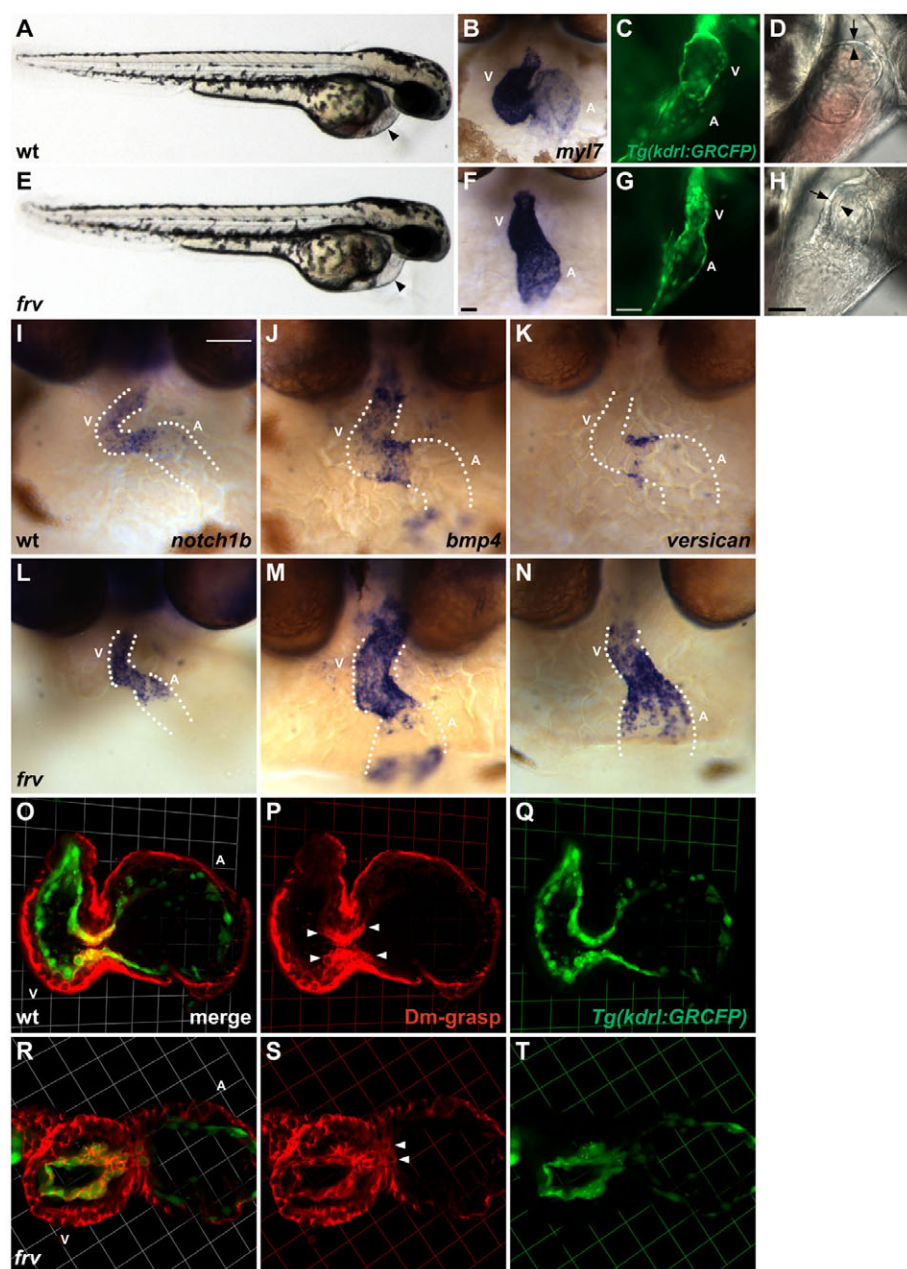 A B C D
V V
A A
wt myl7 Tg(kdrl:GRCFP)
E F G H
V V
A A
frv
I J K
V A V A V A
wt notch1b bmp4 versican
L M N
V A V A V A
frv
O P Q
A
V
wt merge Dm-grasp Tg(kdrl:GRCFP)
R S T
A
V
frv